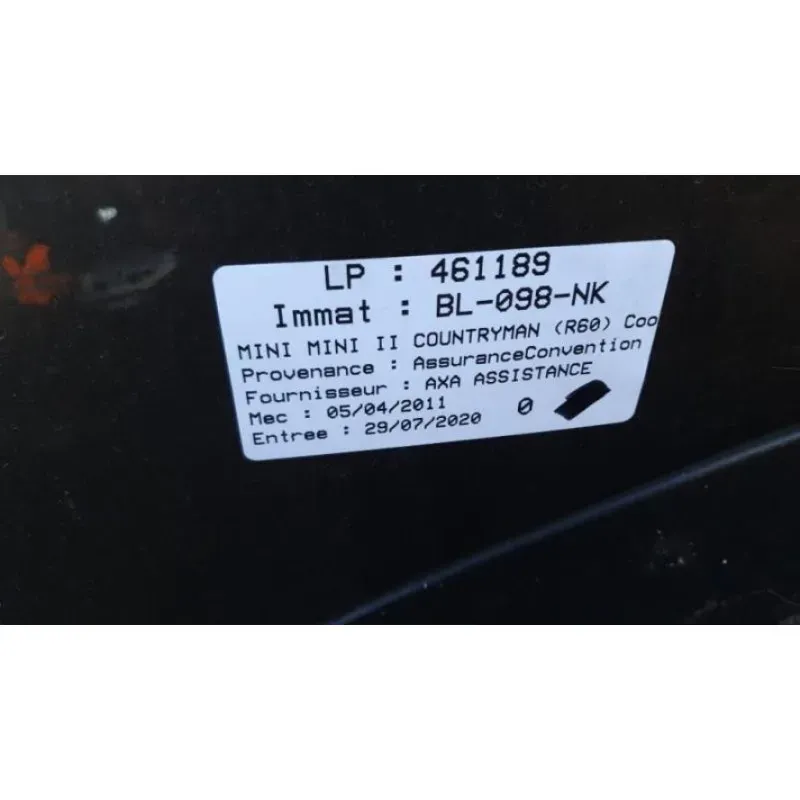 LP : 461189
Immat : BL-098-NK
MINI MINI II COUNTRYMAN (R60) Coo
Provenance : AssuranceConvention
Fournisseur : AXA ASSISTANCE
Mec : 05/04/2011
Entree : 29/07/2020 0